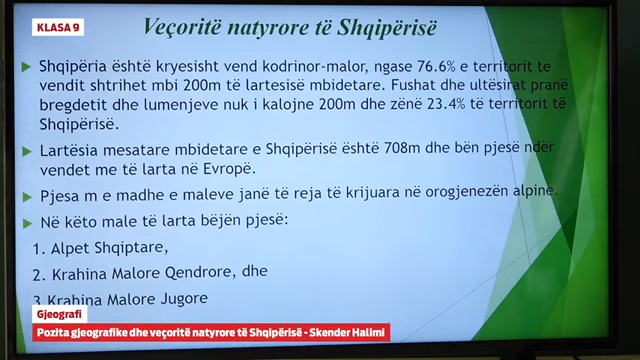 KLASA 9
Veçoritë natyrore të Shqipërisë
Shqipëria është kryesisht vend kodrinor-malor, ngase 76.6% e territorit te
vendit shtrihet mbi 200m të lartesisë mbidetare. Fushat dhe ultësirat pranë
bregdetit dhe lumenjeve nuk i kalojne 200m dhe zënë 23.4% të territorit të
Shqipërisë.
Lartësia mesatare mbidetare e Shqipërisë është 708m dhe bën pjesë ndër
vendet me te larta në Evropë.
Pjesa m e madhe e maleve janë të reja të krijuara në orogjenezën alpine.
Në këto male të larta bëjën pjesë:
1. Alpet Shqiptare,
2. Krahina Malore Qendrore, dhe
3 Krahina Malore Jugore
Gjeografi
Pozita gjeografike dhe veçoritë natyrore të Shqipërisë - Skender Halimi